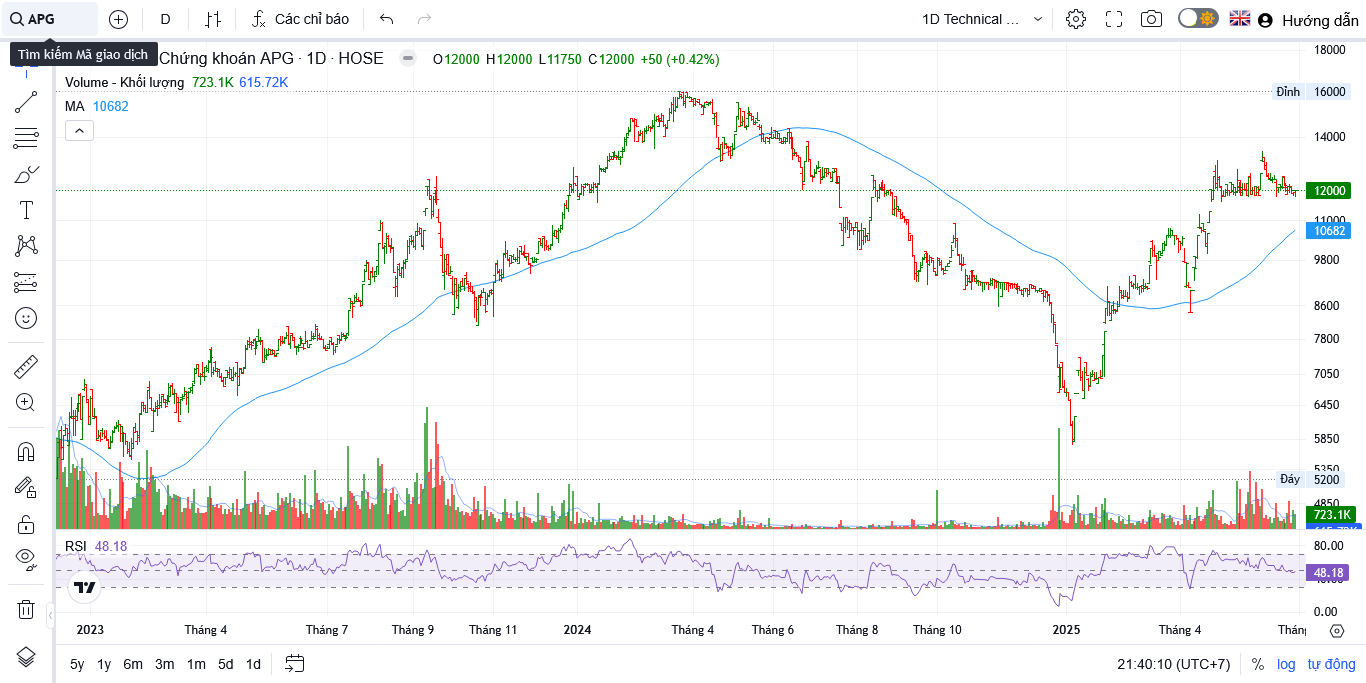 APG
D
Các chỉ báo
1D Technical ...
Hướng dẫn
Tìm kiếm Mã giao dịch
Chứng khoán APG · 1D · HOSE
O12000 H12000 L11750 C12000 +50 (+0.42%)
Volume - Khối lượng 723.1K 615.72K
MA 10682
18000
Đỉnh 16000
14000
12000
11000
10682
9800
8600
7800
7050
6450
5850
5350
Đáy 5200
4850
723.1K
RSI 48.18
80.00
48.18
0.00
2023 Tháng 4 Tháng 7 Tháng 9 Tháng 11 2024 Tháng 4 Tháng 6 Tháng 8 Tháng 10 2025 Tháng 4
5y 1y 6m 3m 1m 5d 1d
21:40:10 (UTC+7) % log tự động